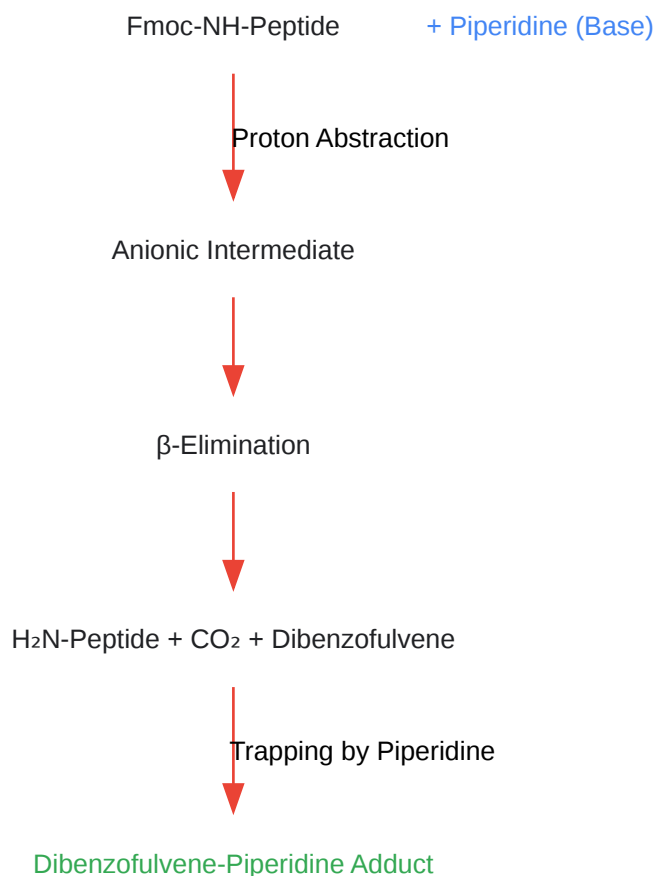 Fmoc-NH-Peptide + Piperidine (Base)
Proton Abstraction
Anionic Intermediate
β-Elimination
H₂N-Peptide + CO₂ + Dibenzofulvene
Trapping by Piperidine
Dibenzofulvene-Piperidine Adduct